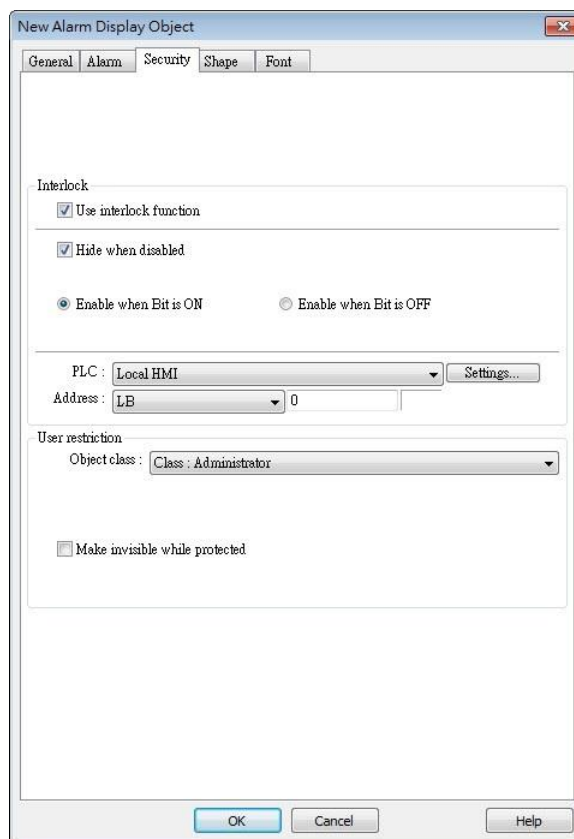 New Alarm Display Object
General Alarm Security Shape Font
Interlock
Use interlock function
Hide when disabled
Enable when Bit is ON Enable when Bit is OFF
PLC : Local HMI Settings...
Address : LB 0
User restriction
Object class : Class : Administrator
Make invisible while protected
OK Cancel Help